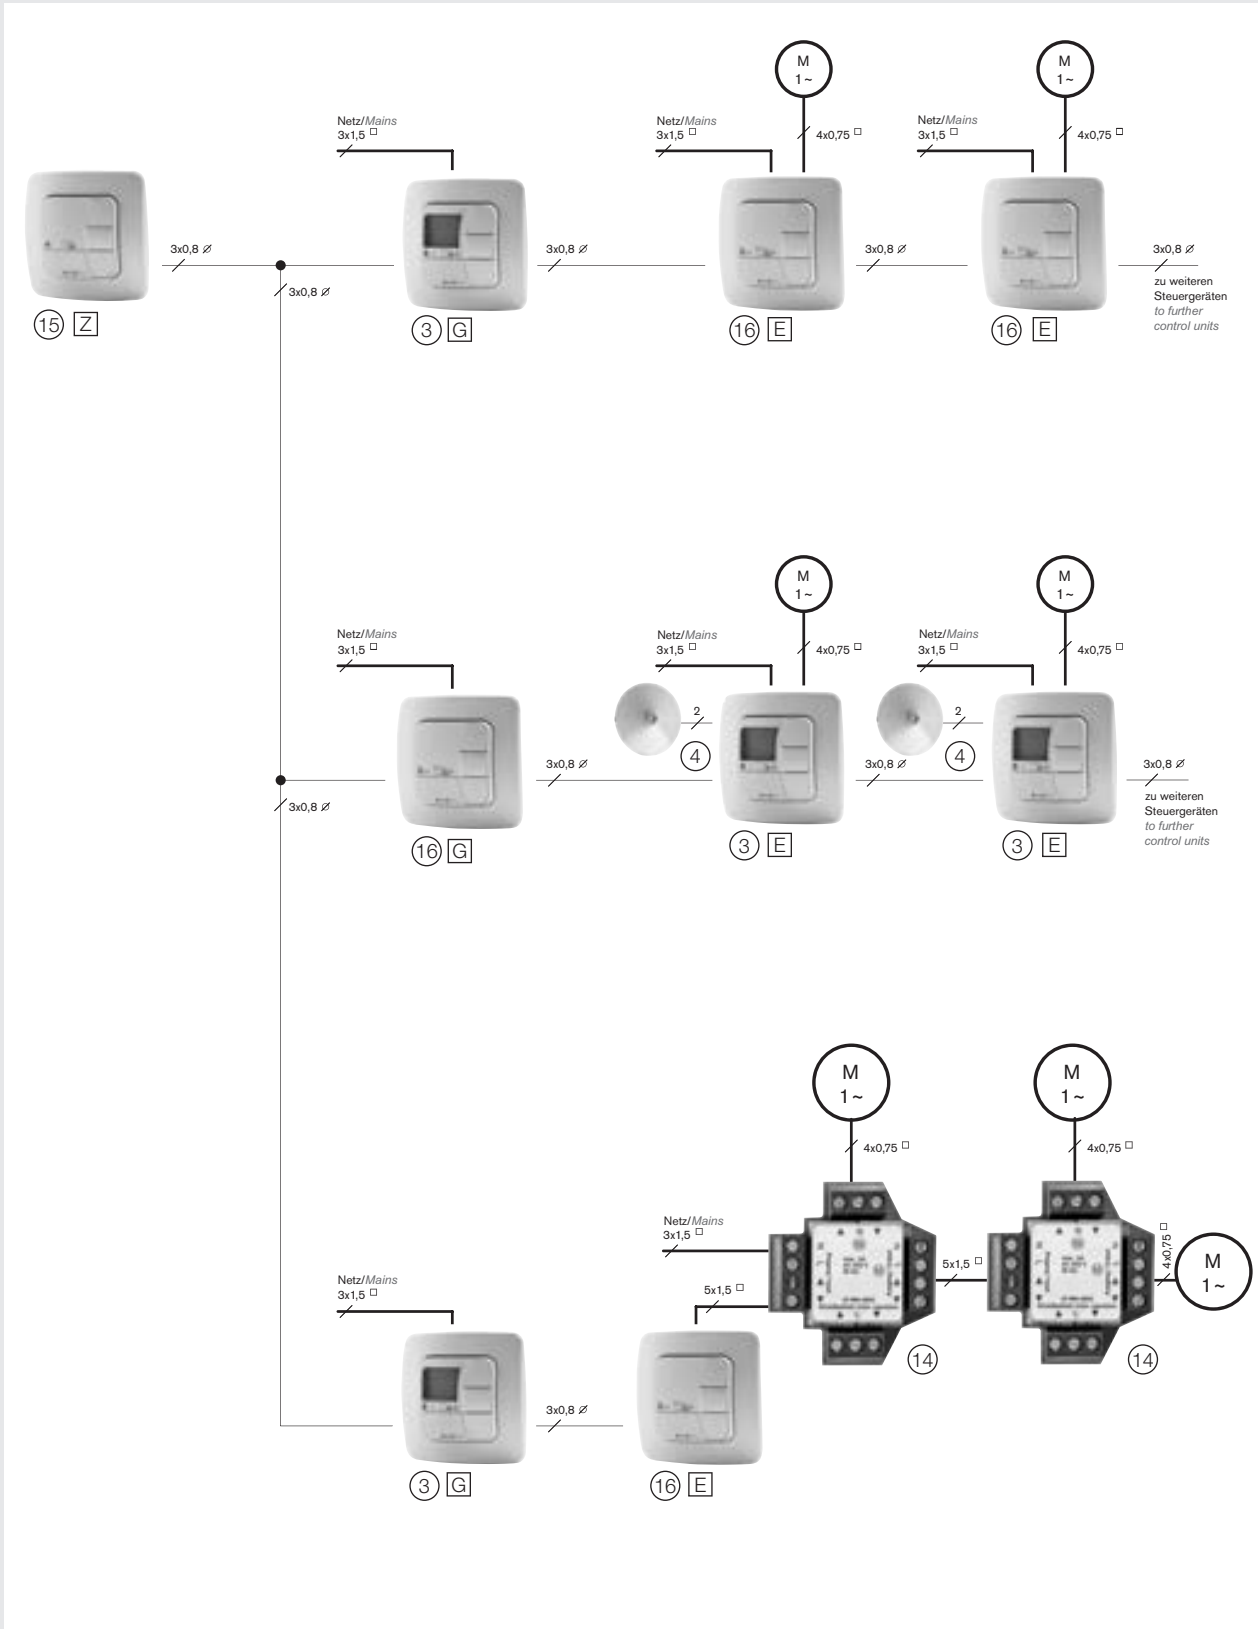 M
1~
M
1~
Netz/Mains
3x1,5 □
Netz/Mains
3x1,5 □
4x0,75 □
Netz/Mains
3x1,5 □
4x0,75 □
3x0,8 ⌀
3x0,8 ⌀
3x0,8 ⌀
3x0,8 ⌀
3x0,8 ⌀
zu weiteren
Steuergeräten
to further
control units
15 Z
3 G
16 E
16 E
M
1~
M
1~
Netz/Mains
3x1,5 □
Netz/Mains
3x1,5 □
4x0,75 □
Netz/Mains
3x1,5 □
4x0,75 □
2
4
2
4
3x0,8 ⌀
3x0,8 ⌀
3x0,8 ⌀
3x0,8 ⌀
zu weiteren
Steuergeräten
to further
control units
16 G
3 E
3 E
M
1~
M
1~
4x0,75 □
4x0,75 □
Netz/Mains
3x1,5 □
5x1,5 □
4x0,75 □
M
1~
Netz/Mains
3x1,5 □
5x1,5 □
14
14
3x0,8 ⌀
3 G
16 E